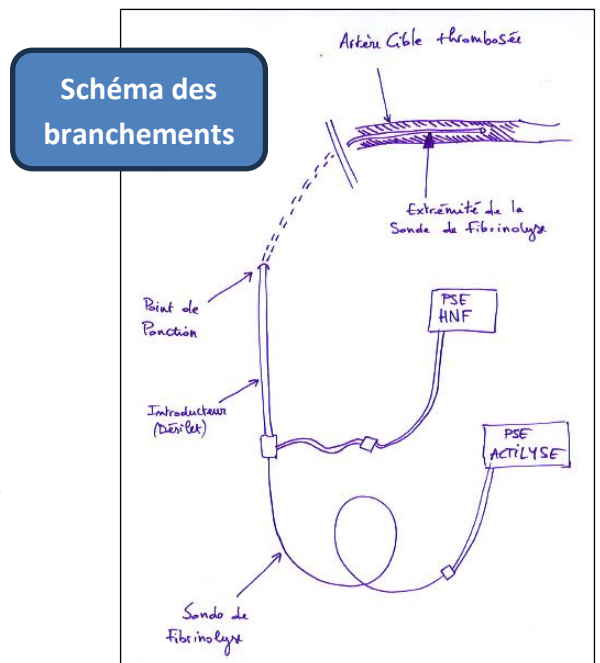 Schéma des
branchements
Artère Cible thrombosée
Extrémité de la
Sonde de Fibrinolyse
Point de
Ponction
PSE
HNF
Introducteur
(Désilet)
PSE
ACTILYSE
Sonde de
Fibrinolyse